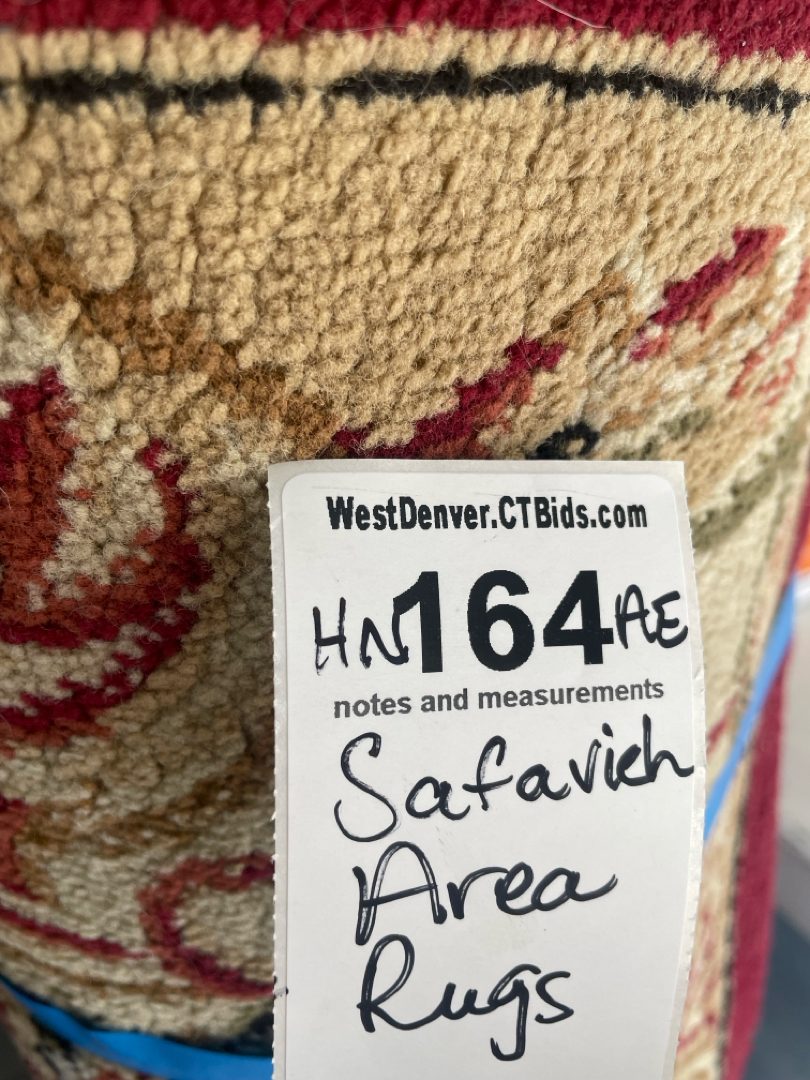 WestDenver.CTBids.com
HN164AE
notes and measurements
Safavieh
Area
Rugs